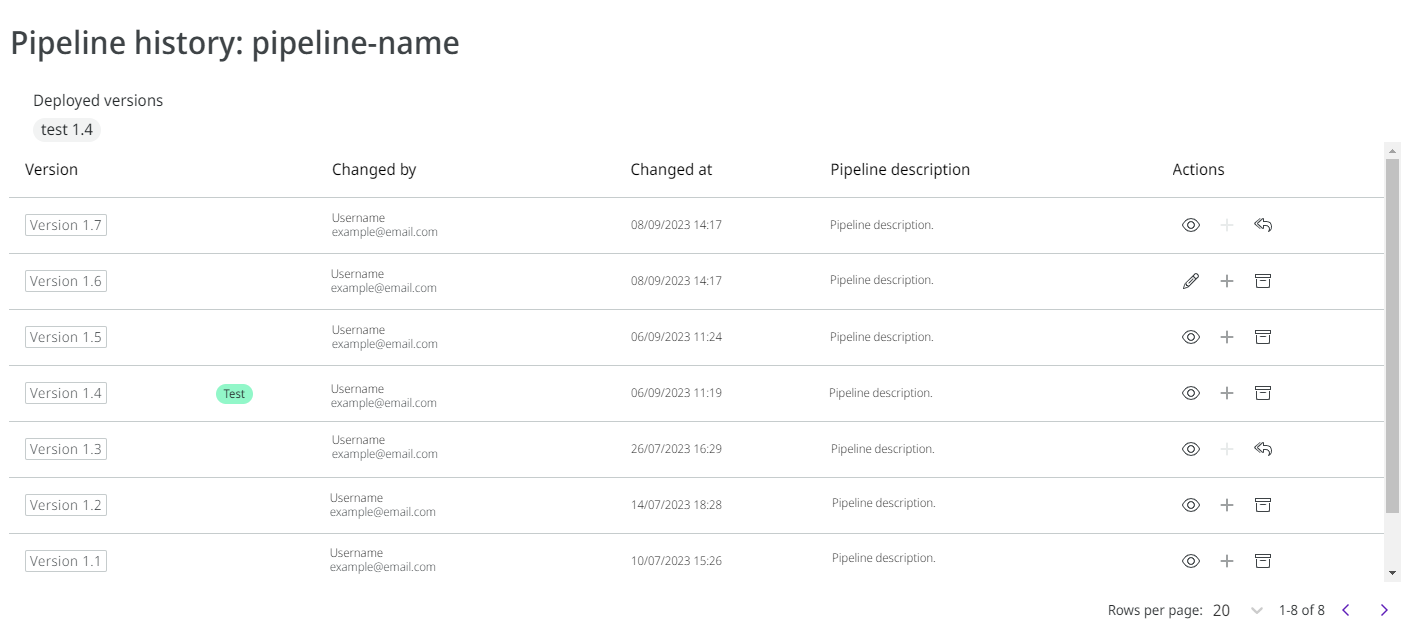 Pipeline history: pipeline-name
Deployed versions
test 1.4
Version Changed by Changed at Pipeline description Actions
Version 1.7 Username 08/09/2023 14:17 Pipeline description.
example@email.com
Version 1.6 Username 08/09/2023 14:17 Pipeline description.
example@email.com
Version 1.5 Username 06/09/2023 11:24 Pipeline description.
example@email.com
Version 1.4 Test Username 06/09/2023 11:19 Pipeline description.
example@email.com
Version 1.3 Username 26/07/2023 16:29 Pipeline description.
example@email.com
Version 1.2 Username 14/07/2023 18:28 Pipeline description.
example@email.com
Version 1.1 Username 10/07/2023 15:26 Pipeline description.
example@email.com
Rows per page: 20 1-8 of 8